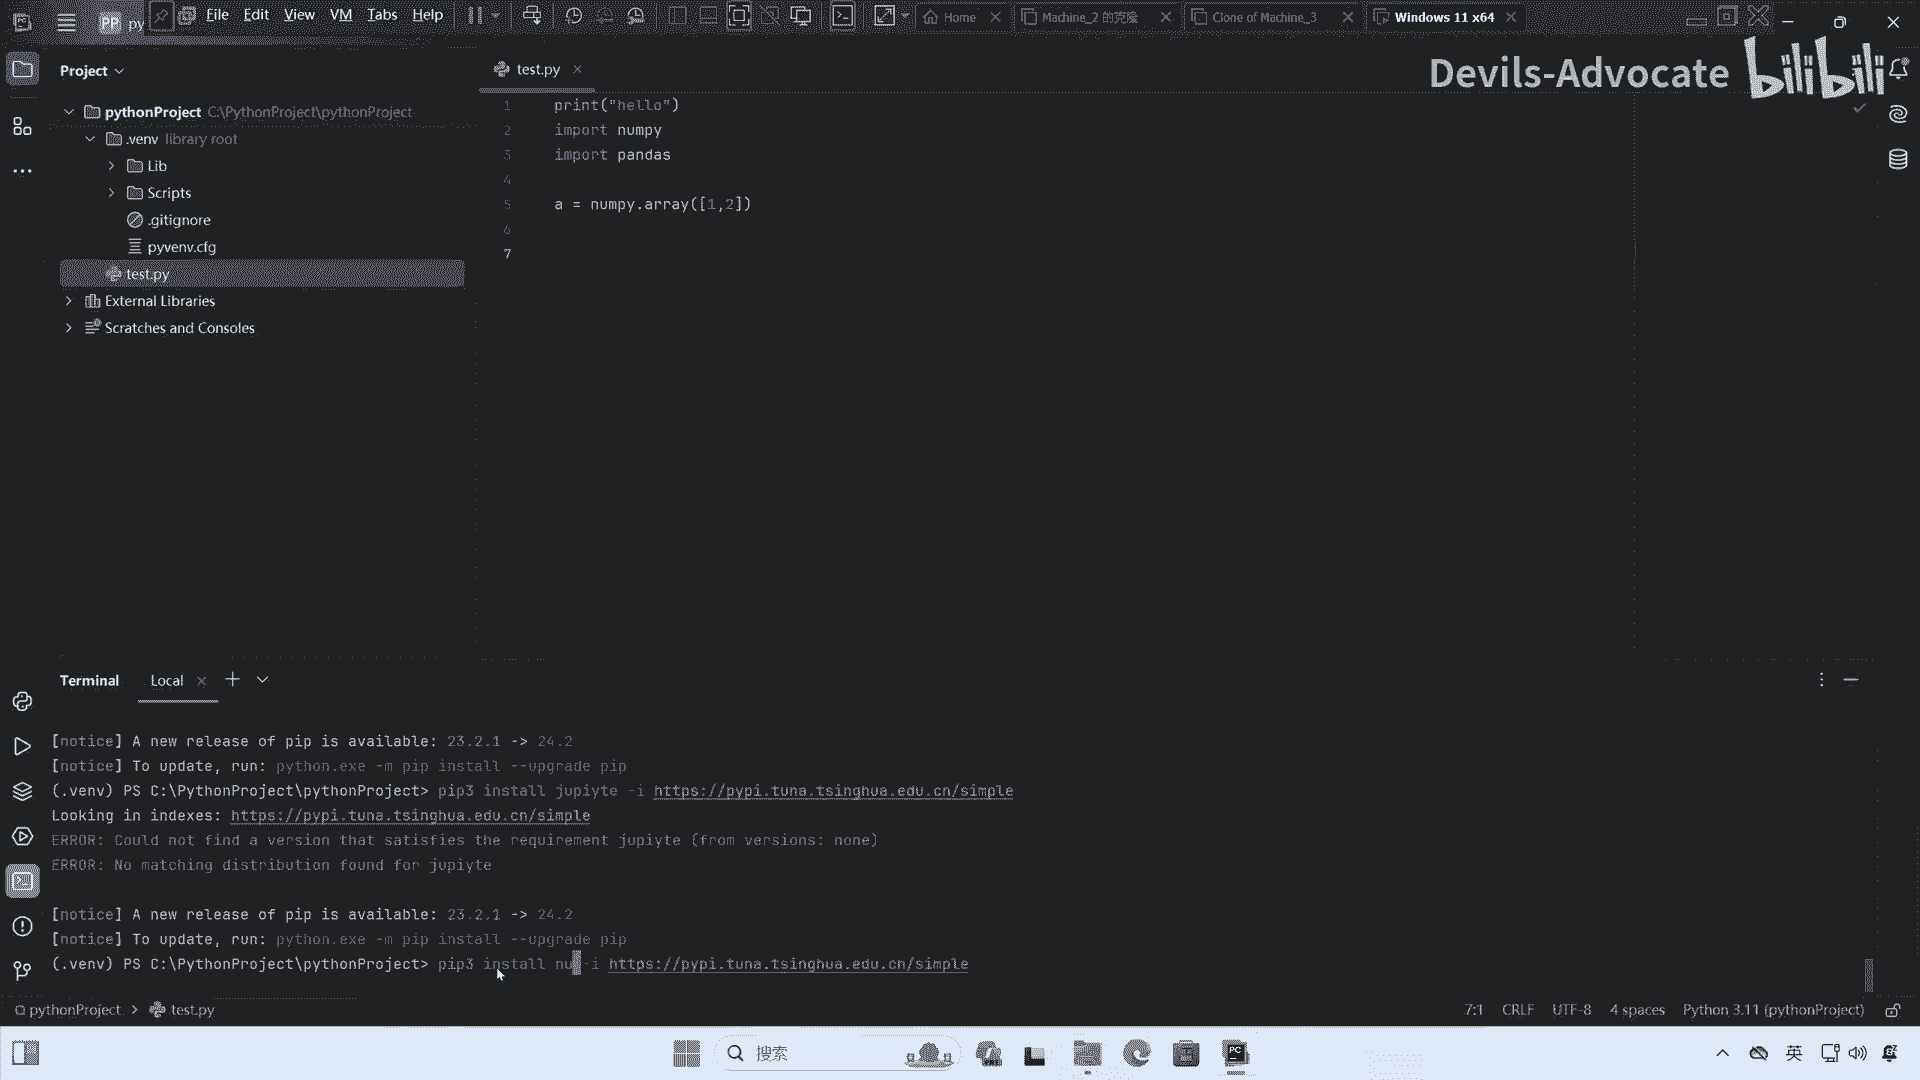 PP py File Edit View VM Tabs Help Home Machine_2 的克隆 Clone of Machine_3 Windows 11 x64
Devils-Advocate bilibili
Project
test.py
pythonProject C:\PythonProject\pythonProject
.venv library root
Lib
Scripts
.gitignore
pyvenv.cfg
test.py
External Libraries
Scratches and Consoles
1 print("hello")
2 import numpy
3 import pandas
4
5 a = numpy.array([1,2])
6
7
Terminal Local
[notice] A new release of pip is available: 23.2.1 -> 24.2
[notice] To update, run: python.exe -m pip install --upgrade pip
(.venv) PS C:\PythonProject\pythonProject> pip3 install jupiyte -i https://pypi.tuna.tsinghua.edu.cn/simple
Looking in indexes: https://pypi.tuna.tsinghua.edu.cn/simple
ERROR: Could not find a version that satisfies the requirement jupiyte (from versions: none)
ERROR: No matching distribution found for jupiyte
[notice] A new release of pip is available: 23.2.1 -> 24.2
[notice] To update, run: python.exe -m pip install --upgrade pip
(.venv) PS C:\PythonProject\pythonProject> pip3 install nu -i https://pypi.tuna.tsinghua.edu.cn/simple
pythonProject > test.py 7:1 CRLF UTF-8 4 spaces Python 3.11 (pythonProject)
搜索 英